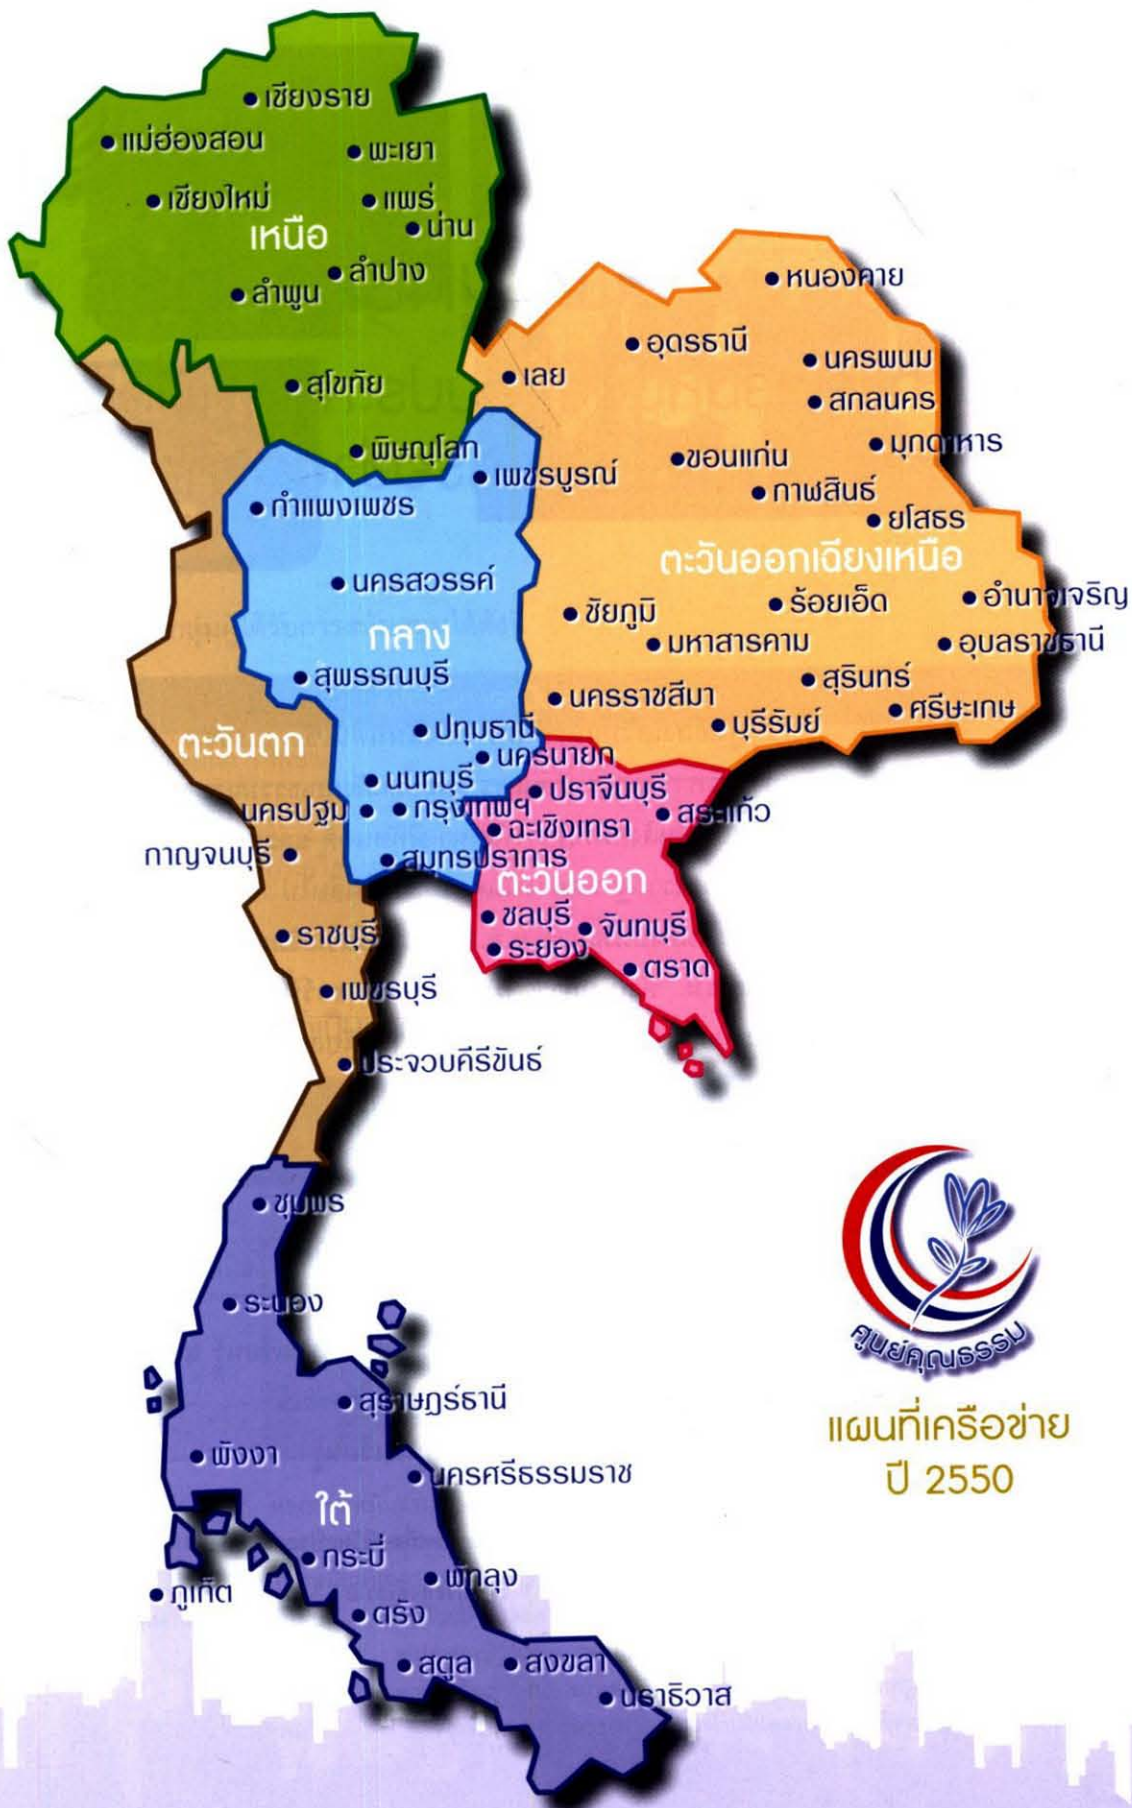 เชียงราย
แม่ฮ่องสอน
พะเยา
เชียงใหม่
แพร่
น่าน
เหนือ
ลำปาง
ลำพูน
สุโขทัย
พิษณุโลก
หนองคาย
อุดรธานี
นครพนม
เลย
สกลนคร
มุกดาหาร
ขอนแก่น
เพชรบูรณ์
กาฬสินธุ์
กำแพงเพชร
ยโสธร
ตะวันออกเฉียงเหนือ
นครสวรรค์
ชัยภูมิ
ร้อยเอ็ด
อำนาจเจริญ
กลาง
มหาสารคาม
อุบลราชธานี
สุพรรณบุรี
สุรินทร์
นครราชสีมา
ศรีษะเกษ
บุรีรัมย์
ปทุมธานี
ตะวันตก
นครนายก
นนทบุรี
ปราจีนบุรี
นครปฐม
กรุงเทพฯ
สระแก้ว
ฉะเชิงเทรา
กาญจนบุรี
สมุทรปราการ
ตะวันออก
ชลบุรี
จันทบุรี
ราชบุรี
ระยอง
ตราด
เพชรบุรี
ประจวบคีรีขันธ์
ชุมพร
ระนอง
สุราษฎร์ธานี
พังงา
นครศรีธรรมราช
ใต้
กระบี่
พัทลุง
ภูเก็ต
ตรัง
สตูล
สงขลา
นราธิวาส
ศูนย์คุณธรรม
แผนที่เครือข่าย
ปี 2550